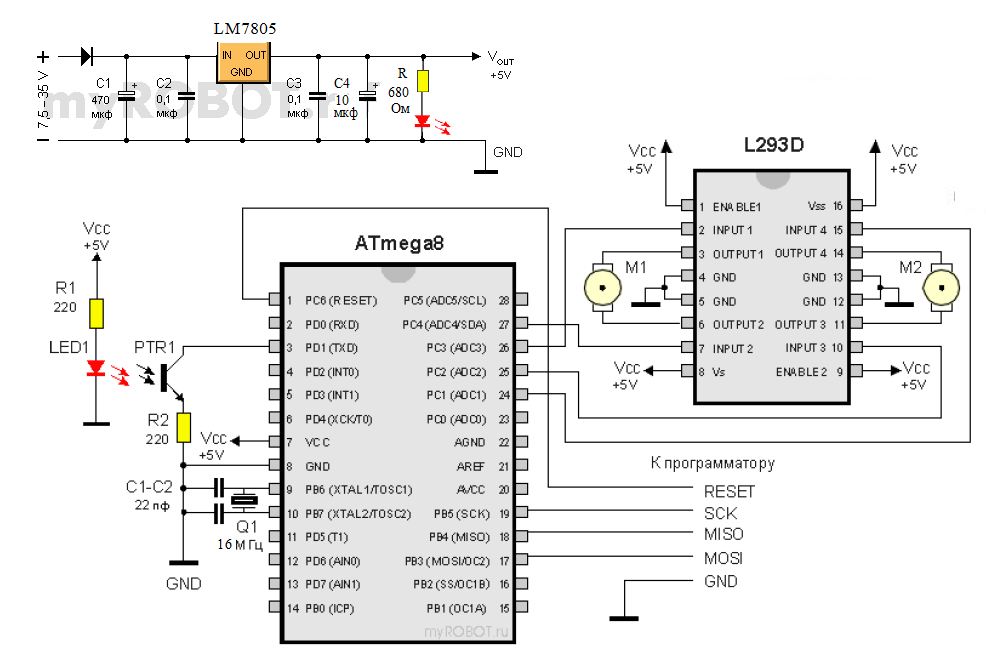 LM7805
+
IN OUT
GND
VOUT
+5V
7,5-35 V
C1
470
мкф
+
C2
0,1
мкф
C3
0,1
мкф
C4
10
мкф
+
R
680
Ом
GND
myROBOT.r
L293D
Vcc
+5V
Vcc
+5V
1 ENABLE1
2 INPUT 1
3 OUTPUT 1
4 GND
5 GND
6 OUTPUT 2
7 INPUT 2
8 Vs
Vss 16
INPUT 4 15
OUTPUT 4 14
GND 13
GND 12
OUTPUT 3 11
INPUT 3 10
ENABLE2 9
M1
M2
Vcc
+5V
Vcc
+5V
ATmega8
1 PC6 (RESET)
2 PD0 (RXD)
3 PD1 (TXD)
4 PD2 (INT0)
5 PD3 (INT1)
6 PD4 (XCK/T0)
7 VCC
8 GND
9 PB6 (XTAL1/TOSC1)
10 PB7 (XTAL2/TOSC2)
11 PD5 (T1)
12 PD6 (AIN0)
13 PD7 (AIN1)
14 PB0 (ICP)
PC5 (ADC5/SCL) 28
PC4 (ADC4/SDA) 27
PC3 (ADC3) 26
PC2 (ADC2) 25
PC1 (ADC1) 24
PC0 (ADC0) 23
AGND 22
AREF 21
AVCC 20
PB5 (SCK) 19
PB4 (MISO) 18
PB3 (MOSI/OC2) 17
PB2 (SS/OC1B) 16
PB1 (OC1A) 15
myROBOT.ru
Vcc
+5V
R1
220
LED1
PTR1
R2
220
Vcc
+5V
C1-C2
22 пф
Q1
16 МГц
GND
К программатору
RESET
SCK
MISO
MOSI
GND